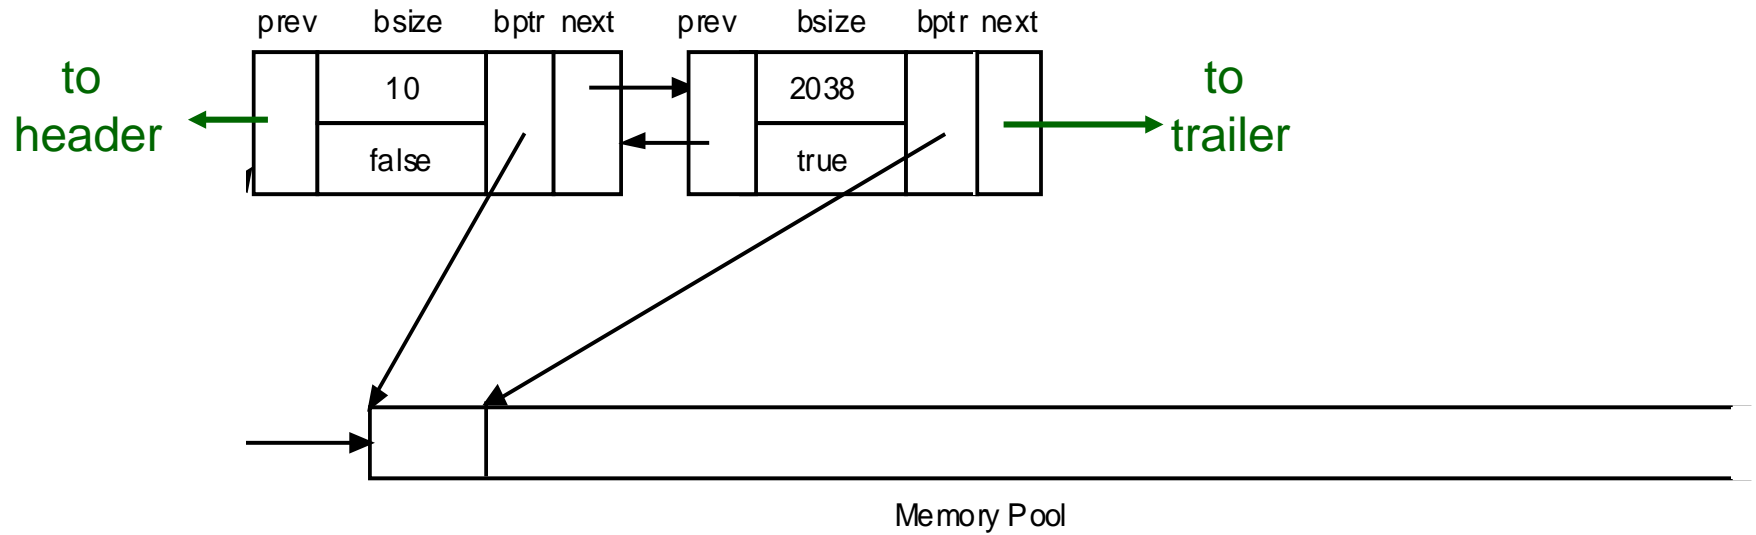 prev bsize bptr next prev bsize bptr next
to
header
10
false
2038
true
to
trailer
Memory Pool